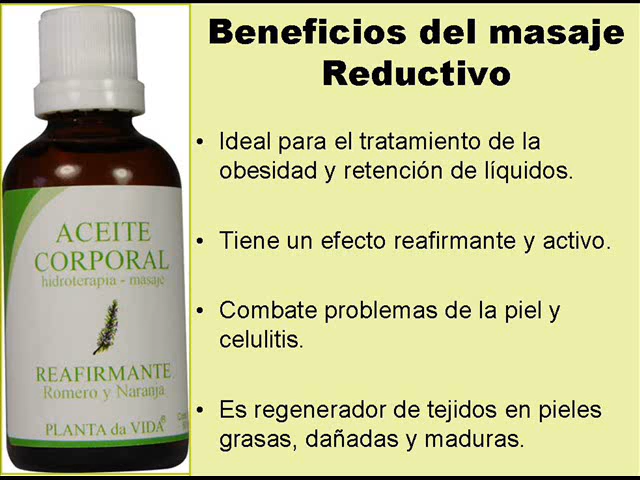 Beneficios del masaje
Reductivo
• Ideal para el tratamiento de la
obesidad y retención de líquidos.
• Tiene un efecto reafirmante y activo.
• Combate problemas de la piel y
celulitis.
• Es regenerador de tejidos en pieles
grasas, dañadas y maduras.
ACEITE
CORPORAL
hidroterapia - masaje
REAFIRMANTE
Romero y Naranja
PLANTA da VIDA